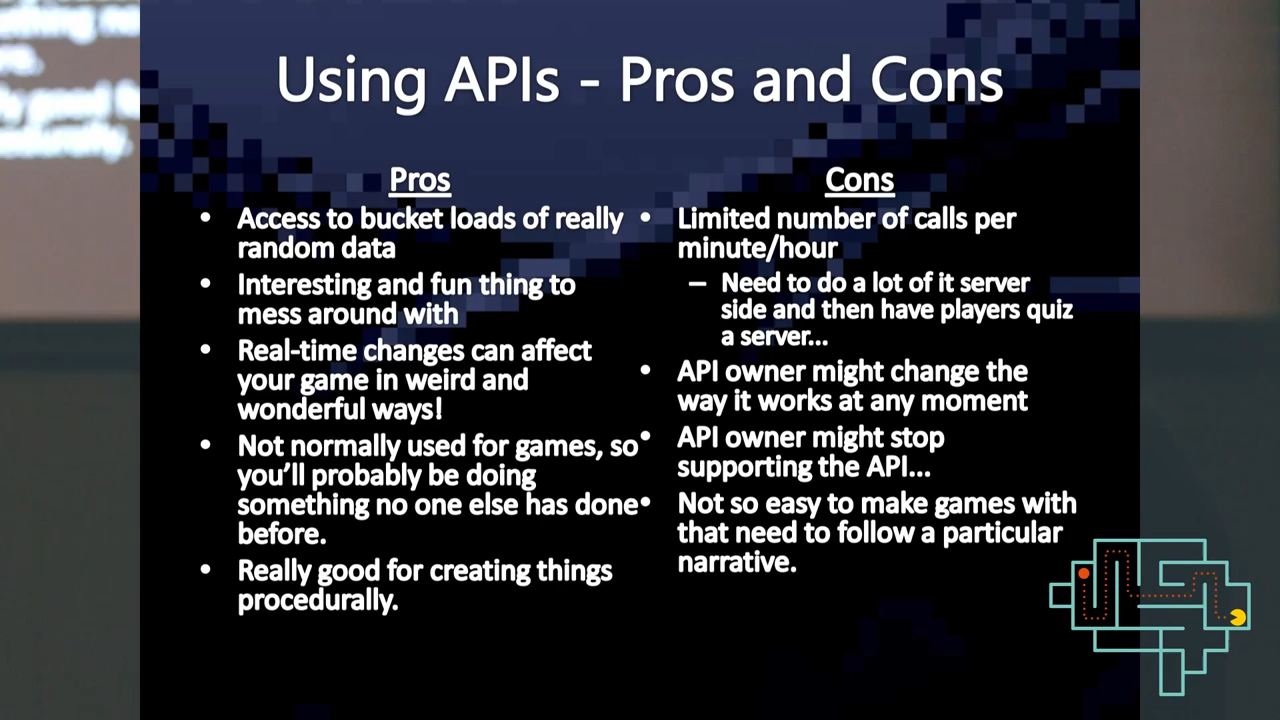 Using APIs - Pros and Cons
Pros
• Access to bucket loads of really
random data
• Interesting and fun thing to
mess around with
• Real-time changes can affect
your game in weird and
wonderful ways!
• Not normally used for games, so
you’ll probably be doing
something no one else has done
before.
• Really good for creating things
procedurally.
Cons
• Limited number of calls per
minute/hour
– Need to do a lot of it server
side and then have players quiz
a server...
• API owner might change the
way it works at any moment
• API owner might stop
supporting the API...
• Not so easy to make games with
that need to follow a particular
narrative.